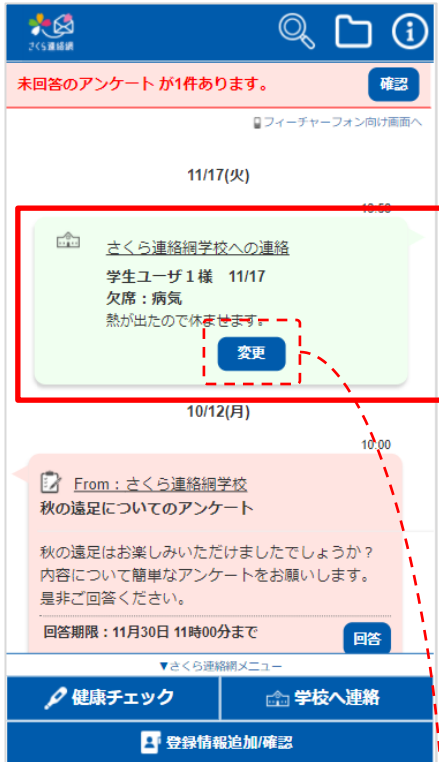 さくら連絡網
未回答のアンケート が1件あります。
確認
フィーチャーフォン向け画面へ
11/17(火)
さくら連絡網学校への連絡
学生ユーザ１様 11/17
欠席：病気
熱が出たので休ませます。
変更
10/12(月)
10:00
From：さくら連絡網学校
秋の遠足についてのアンケート
秋の遠足はお楽しみいただけましたでしょうか？
内容について簡単なアンケートをお願いします。
是非ご回答ください。
回答期限：11月30日 11時00分まで
回答
▼さくら連絡網メニュー
健康チェック
学校へ連絡
登録情報追加/確認